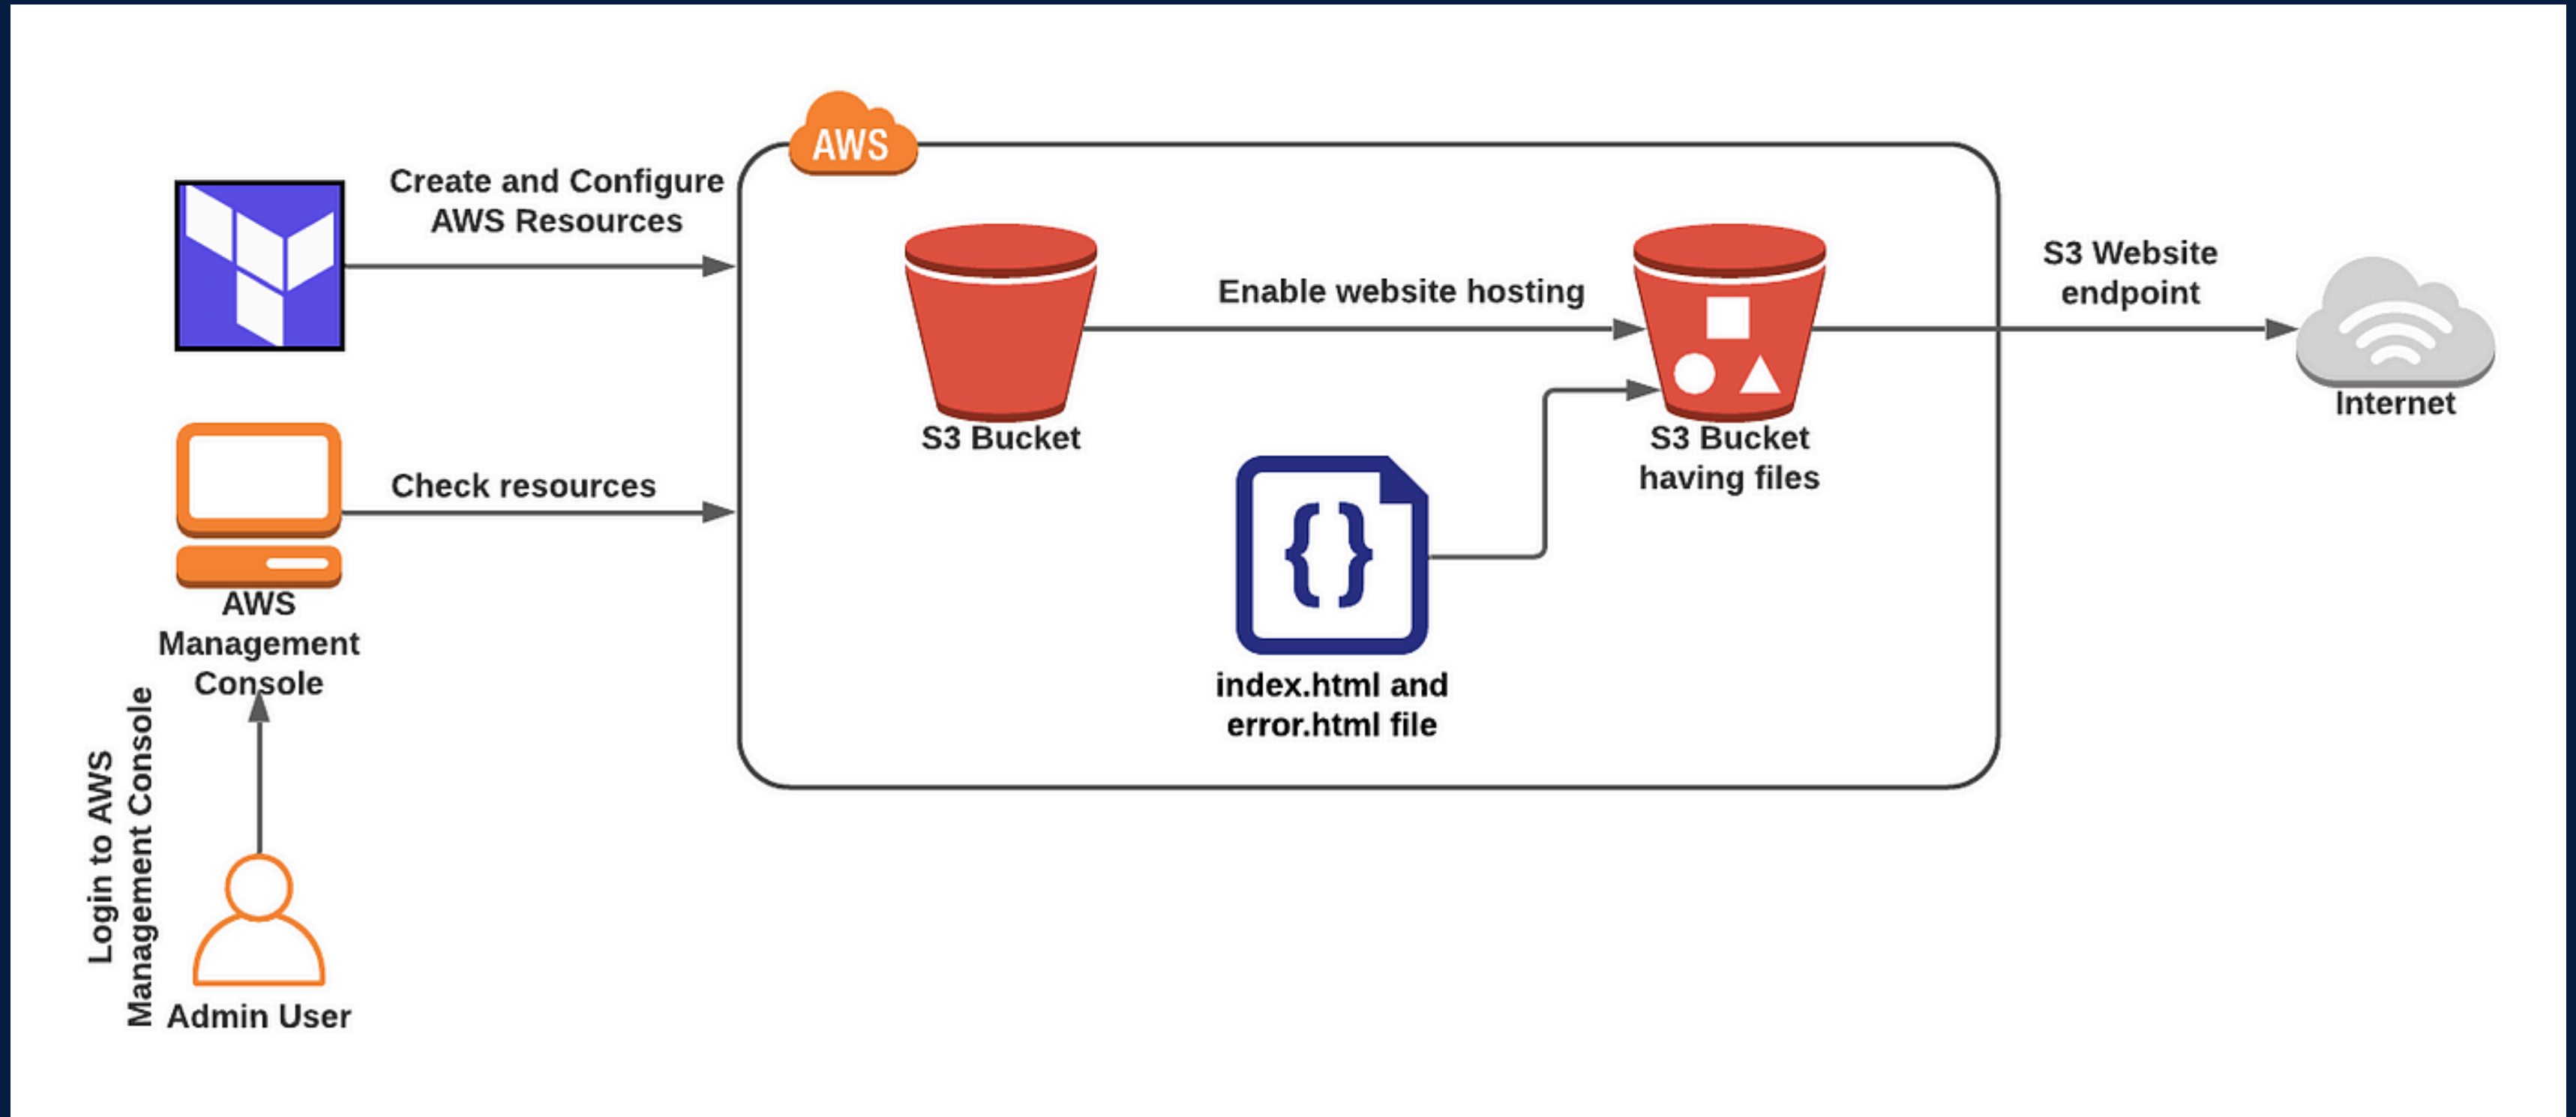 AWS
Create and Configure
AWS Resources
S3 Website
endpoint
Enable website hosting
Internet
S3 Bucket
S3 Bucket
having files
Check resources
AWS
Management
Console
index.html and
error.html file
Login to AWS
Management Console
Admin User